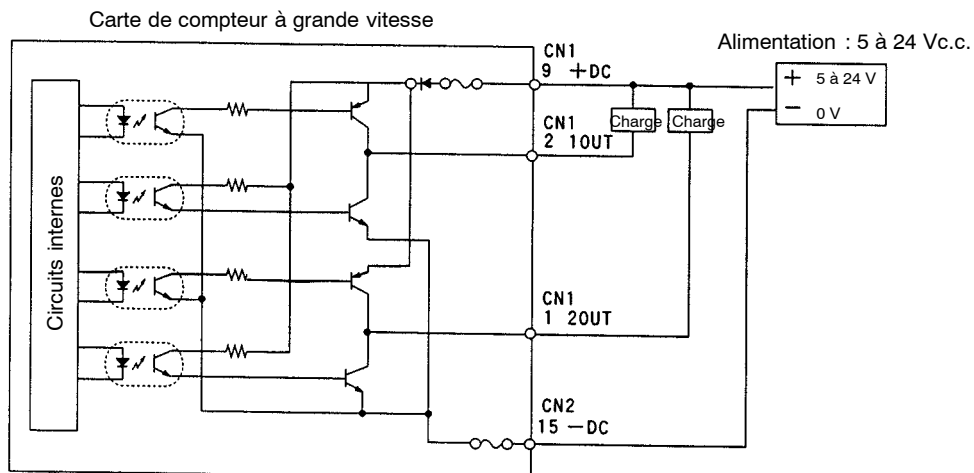 Carte de compteur à grande vitesse
Alimentation : 5 à 24 Vc.c.
CN1
9 +DC
+ 5 à 24 V
− 0 V
Charge
Charge
CN1
2 1OUT
Circuits internes
CN1
1 2OUT
CN2
15 −DC